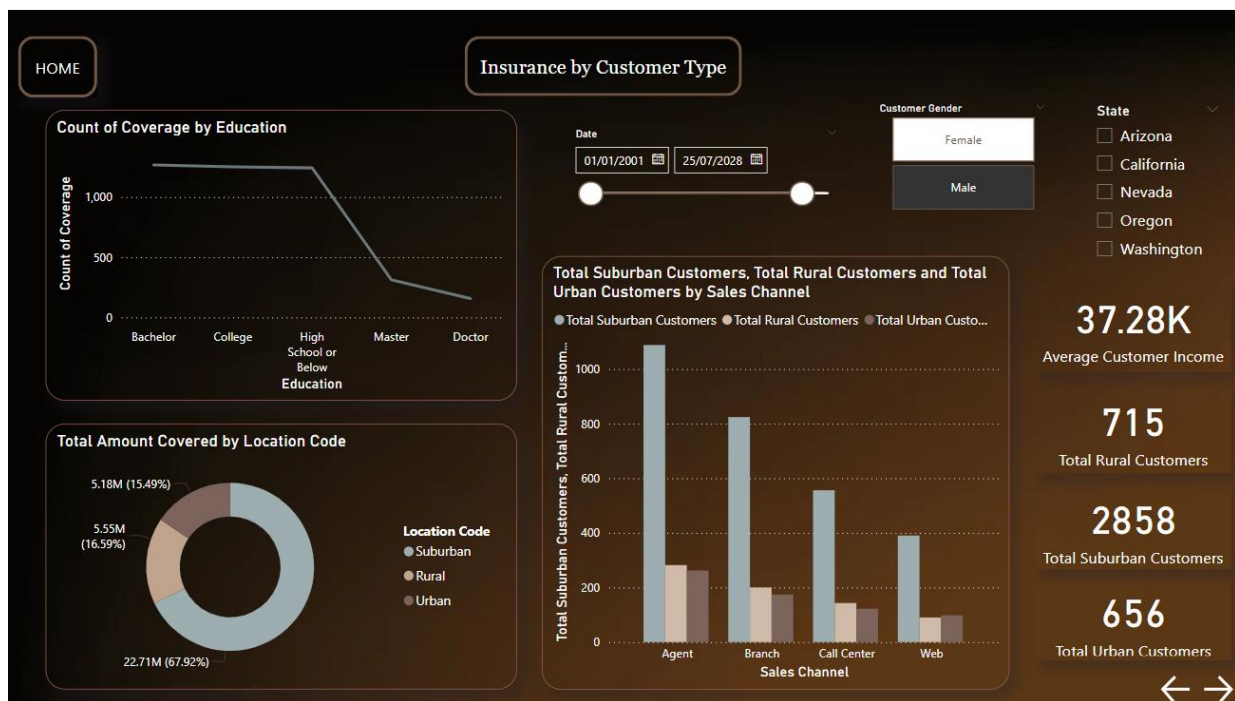 HOME
Insurance by Customer Type
Count of Coverage by Education
Count of Coverage
1,000
500
0
Bachelor
College
High
School or
Below
Master
Doctor
Education
Date
01/01/2001
25/07/2028
Customer Gender
Female
Male
State
Arizona
California
Nevada
Oregon
Washington
Total Amount Covered by Location Code
5.18M (15.49%)
5.55M
(16.59%)
22.71M (67.92%)
Location Code
Suburban
Rural
Urban
Total Suburban Customers, Total Rural Customers and Total
Urban Customers by Sales Channel
Total Suburban Customers Total Rural Customers Total Urban Custo...
Total Suburban Customers, Total Rural Custom...
1000
800
600
400
200
0
Agent
Branch
Call Center
Web
Sales Channel
37.28K
Average Customer Income
715
Total Rural Customers
2858
Total Suburban Customers
656
Total Urban Customers